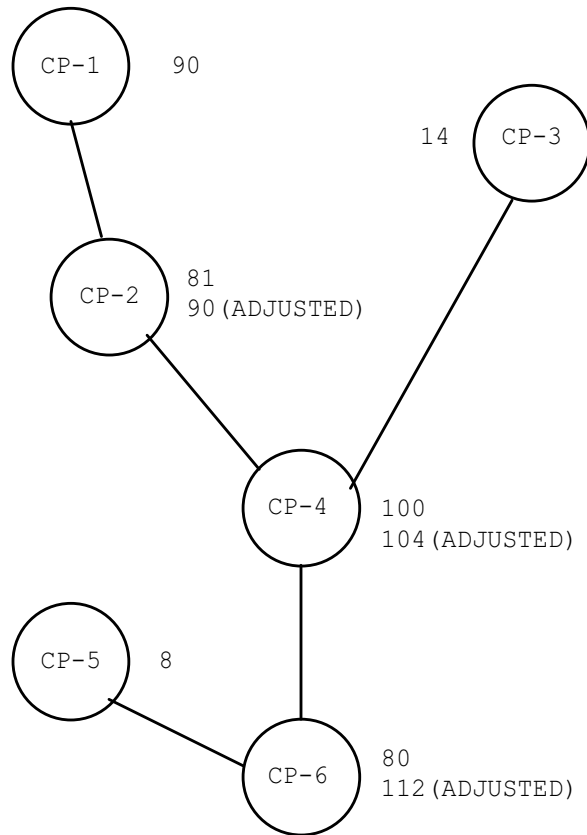 CP-1 90
14 CP-3
CP-2
81
90(ADJUSTED)
CP-4
100
104(ADJUSTED)
CP-5 8
CP-6
80
112(ADJUSTED)